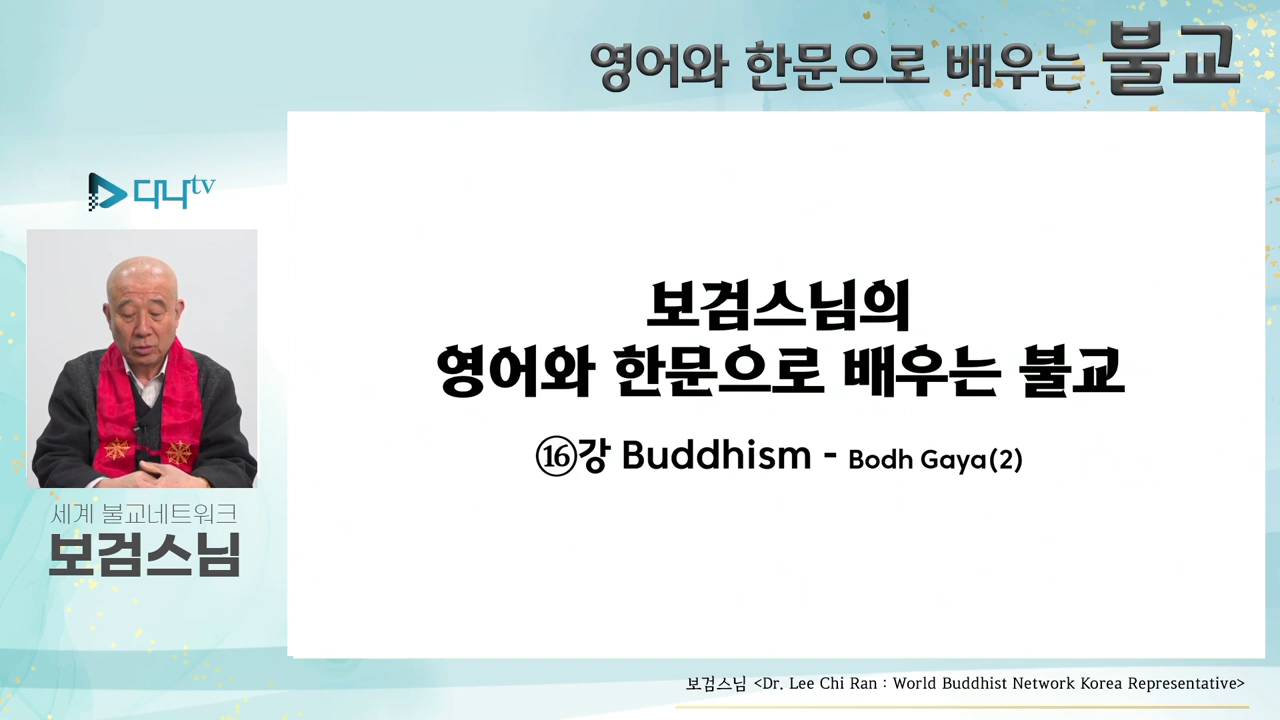 영어와 한문으로 배우는 불교
디나tv
보검스님의
영어와 한문으로 배우는 불교
⑯강 Buddhism - Bodh Gaya(2)
세계 불교네트워크
보검스님
보검스님 <Dr. Lee Chi Ran : World Buddhist Network Korea Representative>